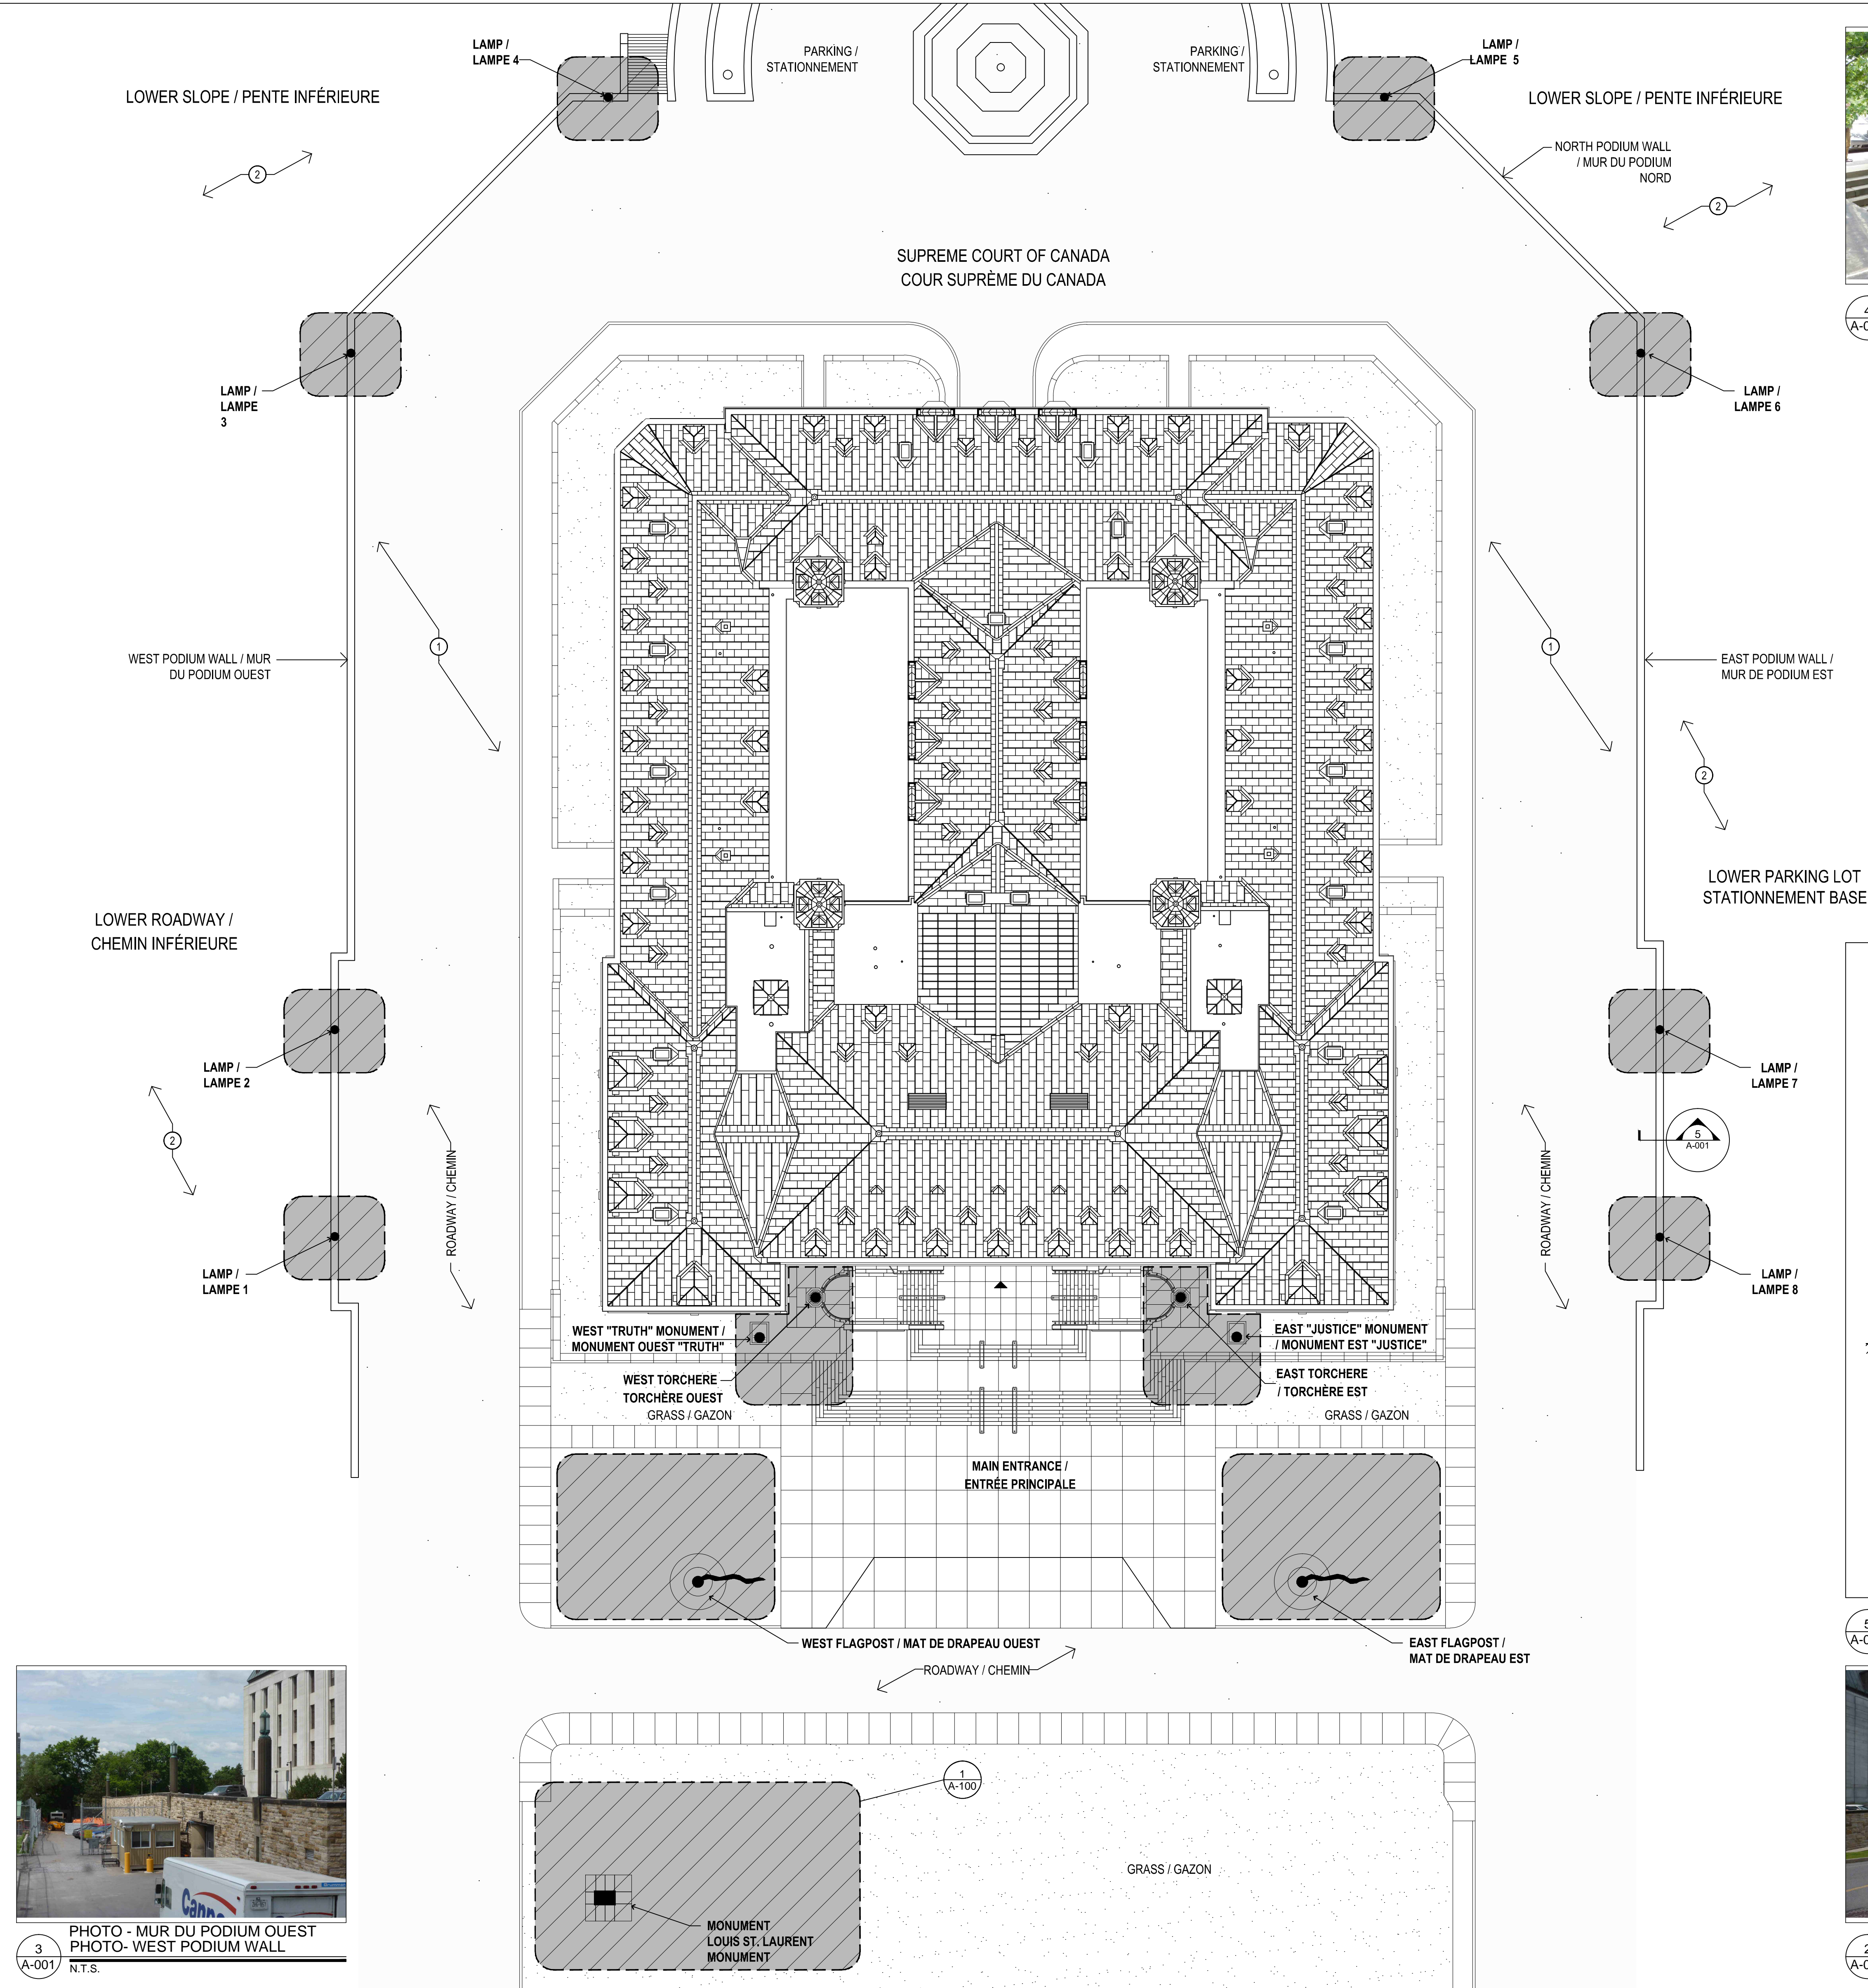 LAMP /
LAMPE 4
PARKING /
STATIONNEMENT
PARKING /
STATIONNEMENT
LAMP /
LAMPE 5
LOWER SLOPE / PENTE INFÉRIEURE
LOWER SLOPE / PENTE INFÉRIEURE
NORTH PODIUM WALL
/ MUR DU PODIUM
NORD
2
2
SUPREME COURT OF CANADA
COUR SUPRÈME DU CANADA
LAMP /
LAMPE
3
LAMP /
LAMPE 6
1
1
WEST PODIUM WALL / MUR
DU PODIUM OUEST
EAST PODIUM WALL /
MUR DE PODIUM EST
2
LOWER PARKING LOT
STATIONNEMENT BASE
LOWER ROADWAY /
CHEMIN INFÉRIEURE
LAMP /
LAMPE 2
LAMP /
LAMPE 7
2
5
A-001
ROADWAY / CHEMIN
ROADWAY / CHEMIN
LAMP /
LAMPE 1
LAMP /
LAMPE 8
WEST "TRUTH" MONUMENT /
MONUMENT OUEST "TRUTH"
EAST "JUSTICE" MONUMENT
/ MONUMENT EST "JUSTICE"
WEST TORCHERE
TORCHÈRE OUEST
EAST TORCHERE
/ TORCHÈRE EST
GRASS / GAZON
GRASS / GAZON
MAIN ENTRANCE /
ENTRÉE PRINCIPALE
WEST FLAGPOST / MAT DE DRAPEAU OUEST
EAST FLAGPOST /
MAT DE DRAPEAU EST
ROADWAY / CHEMIN
1
A-100
GRASS / GAZON
MONUMENT
LOUIS ST. LAURENT
MONUMENT
3
A-001
PHOTO - MUR DU PODIUM OUEST
PHOTO- WEST PODIUM WALL
N.T.S.